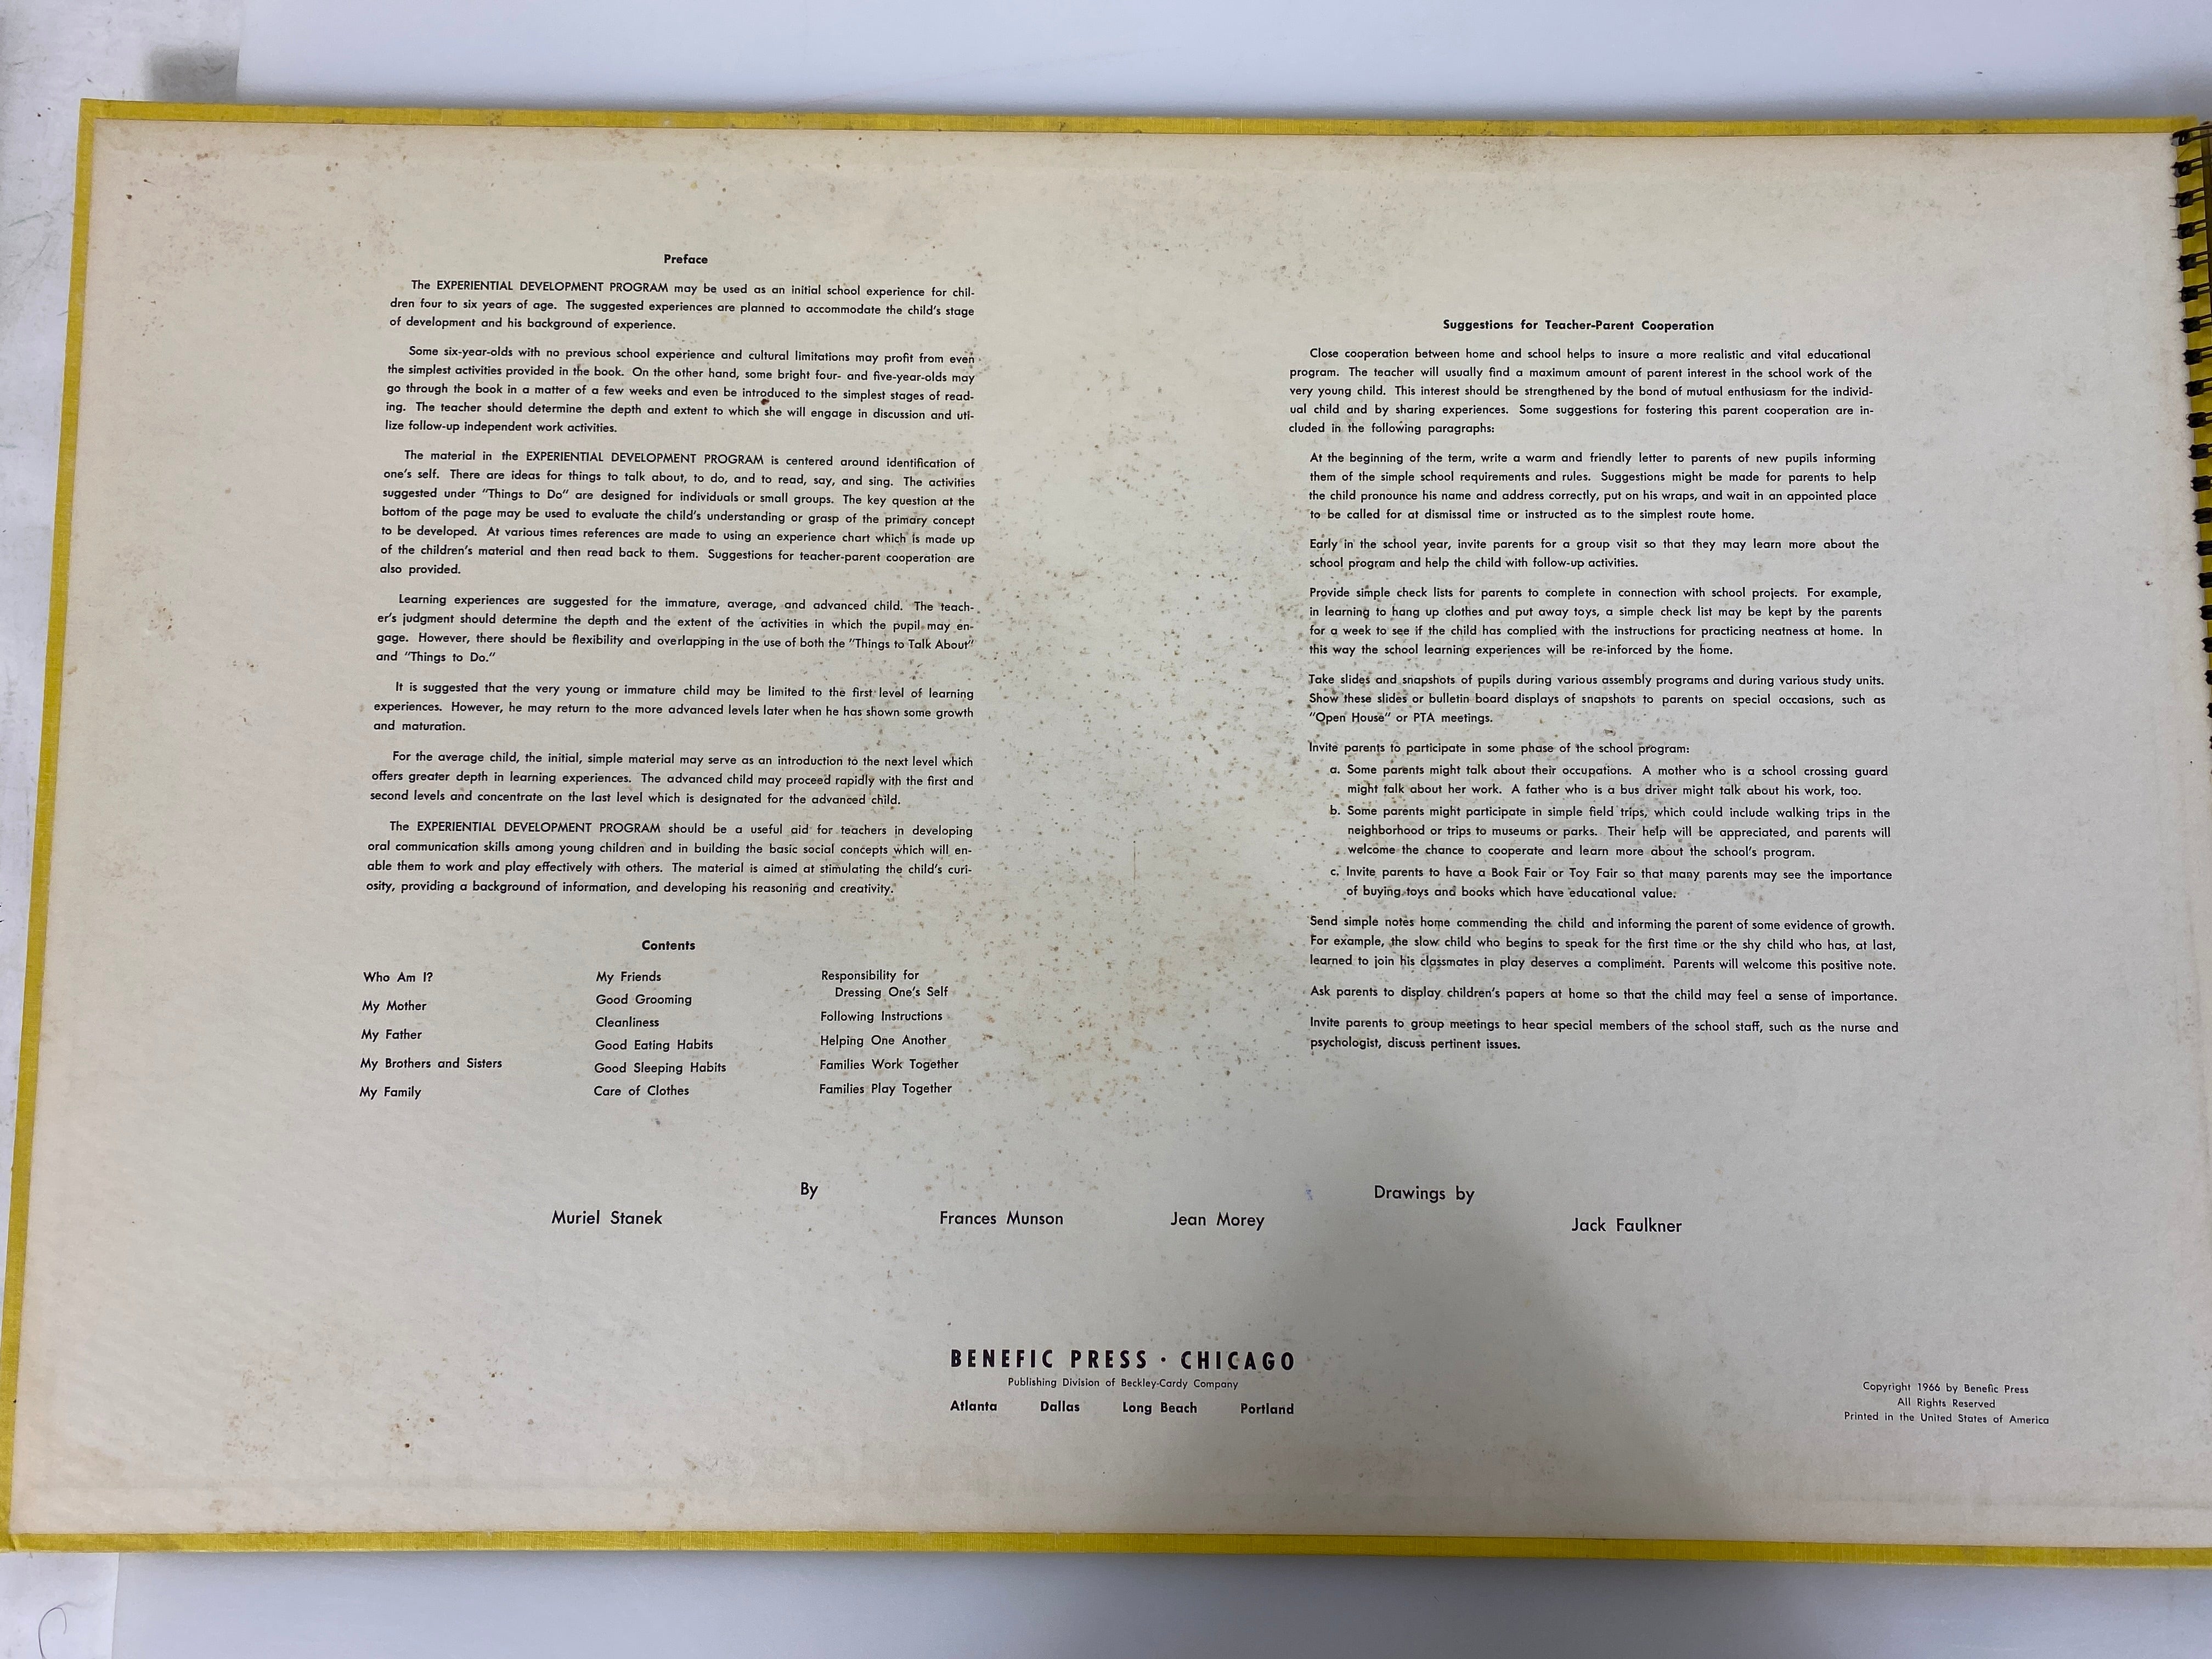 Preface
The EXPERIENTIAL DEVELOPMENT PROGRAM may be used as an initial school experience for chil-
dren four to six years of age. The suggested experiences are planned to accommodate the child's stage
of development and his background of experience.
Some six-year-olds with no previous school experience and cultural limitations may profit from even
the simplest activities provided in the book. On the other hand, some bright four- and five-year-olds may
go through the book in a matter of a few weeks and even be introduced to the simplest stages of read-
ing. The teacher should determine the depth and extent to which she will engage in discussion and uti-
lize follow-up independent work activities.
The material in the EXPERIENTIAL DEVELOPMENT PROGRAM is centered around identification of
one's self. There are ideas for things to talk about, to do, and to read, say, and sing. The activities
suggested under "Things to Do" are designed for individuals or small groups. The key question at the
bottom of the page may be used to evaluate the child's understanding or grasp of the primary concept
to be developed. At various times references are made to using an experience chart which is made up
of the children's material and then read back to them. Suggestions for teacher-parent cooperation are
also provided.
Learning experiences are suggested for the immature, average, and advanced child. The teach-
er's judgment should determine the depth and the extent of the activities in which the pupil may en-
gage. However, there should be flexibility and overlapping in the use of both the "Things to Talk About"
and "Things to Do."
It is suggested that the very young or immature child may be limited to the first level of learning
experiences. However, he may return to the more advanced levels later when he has shown some growth
and maturation.
For the average child, the initial, simple material may serve as an introduction to the next level which
offers greater depth in learning experiences. The advanced child may proceed rapidly with the first and
second levels and concentrate on the last level which is designated for the advanced child.
The EXPERIENTIAL DEVELOPMENT PROGRAM should be a useful aid for teachers in developing
oral communication skills among young children and in building the basic social concepts which will en-
able them to work and play effectively with others. The material is aimed at stimulating the child's curi-
osity, providing a background of information, and developing his reasoning and creativity.
Contents
Who Am I?
My Mother
My Father
My Brothers and Sisters
My Family
My Friends
Good Grooming
Cleanliness
Good Eating Habits
Good Sleeping Habits
Care of Clothes
Responsibility for
Dressing One's Self
Following Instructions
Helping One Another
Families Work Together
Families Play Together
Suggestions for Teacher-Parent Cooperation
Close cooperation between home and school helps to insure a more realistic and vital educational
program. The teacher will usually find a maximum amount of parent interest in the school work of the
very young child. This interest should be strengthened by the bond of mutual enthusiasm for the individ-
ual child and by sharing experiences. Some suggestions for fostering this parent cooperation are in-
cluded in the following paragraphs:
At the beginning of the term, write a warm and friendly letter to parents of new pupils informing
them of the simple school requirements and rules. Suggestions might be made for parents to help
the child pronounce his name and address correctly, put on his wraps, and wait in an appointed place
to be called for at dismissal time or instructed as to the simplest route home.
Early in the school year, invite parents for a group visit so that they may learn more about the
school program and help the child with follow-up activities.
Provide simple check lists for parents to complete in connection with school projects. For example,
in learning to hang up clothes and put away toys, a simple check list may be kept by the parents
for a week to see if the child has complied with the instructions for practicing neatness at home. In
this way the school learning experiences will be re-inforced by the home.
Take slides and snapshots of pupils during various assembly programs and during various study units.
Show these slides or bulletin board displays of snapshots to parents on special occasions, such as
"Open House" or PTA meetings.
Invite parents to participate in some phase of the school program:
a. Some parents might talk about their occupations. A mother who is a school crossing guard
might talk about her work. A father who is a bus driver might talk about his work, too.
b. Some parents might participate in simple field trips, which could include walking trips in the
neighborhood or trips to museums or parks. Their help will be appreciated, and parents will
welcome the chance to cooperate and learn more about the school's program.
c. Invite parents to have a Book Fair or Toy Fair so that many parents may see the importance
of buying toys and books which have educational value.
Send simple notes home commending the child and informing the parent of some evidence of growth.
For example, the slow child who begins to speak for the first time or the shy child who has, at last,
learned to join his classmates in play deserves a compliment. Parents will welcome this positive note.
Ask parents to display children's papers at home so that the child may feel a sense of importance.
Invite parents to group meetings to hear special members of the school staff, such as the nurse and
psychologist, discuss pertinent issues.
By
Muriel Stanek Frances Munson Jean Morey
Drawings by
Jack Faulkner
BENEFIC PRESS · CHICAGO
Publishing Division of Beckley-Cardy Company
Atlanta Dallas Long Beach Portland
Copyright 1966 by Benefic Press
All Rights Reserved
Printed in the United States of America